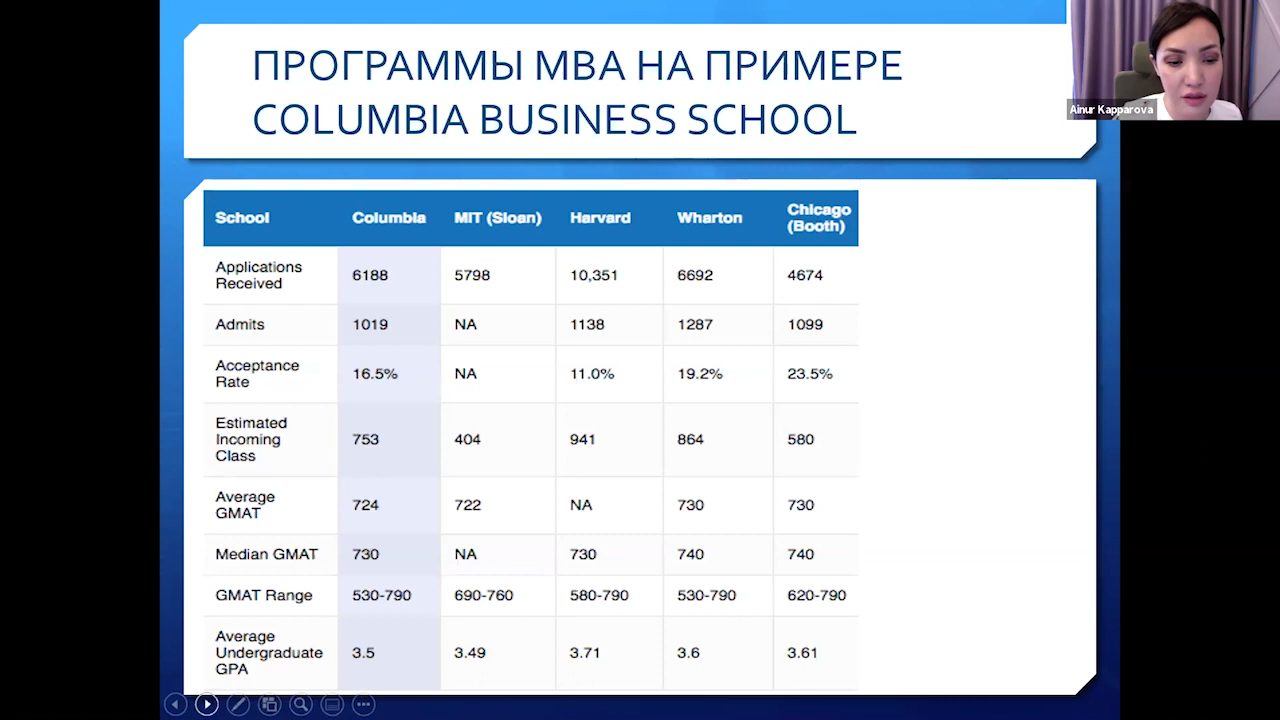 ПРОГРАММЫ MBA НА ПРИМЕРЕ
COLUMBIA BUSINESS SCHOOL
Ainur Kapparova
School Columbia MIT (Sloan) Harvard Wharton Chicago (Booth)
Applications Received 6188 5798 10,351 6692 4674
Admits 1019 NA 1138 1287 1099
Acceptance Rate 16.5% NA 11.0% 19.2% 23.5%
Estimated Incoming Class 753 404 941 864 580
Average GMAT 724 722 NA 730 730
Median GMAT 730 NA 730 740 740
GMAT Range 530-790 690-760 580-790 530-790 620-790
Average Undergraduate GPA 3.5 3.49 3.71 3.6 3.61